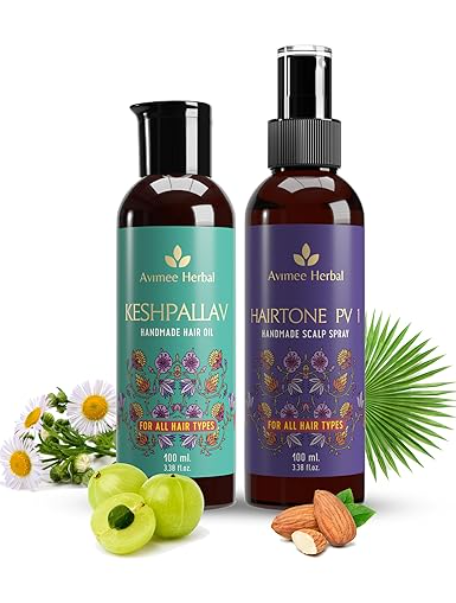 Avimee Herbal
KESHPALLAV
HANDMADE HAIR OIL
FOR ALL HAIR TYPES
100 ml.
3.38 fl.oz.
Avimee Herbal
HAIRTONE PV 1
HANDMADE SCALP SPRAY
FOR ALL HAIR TYPES
100 ml.
3.38 fl.oz.